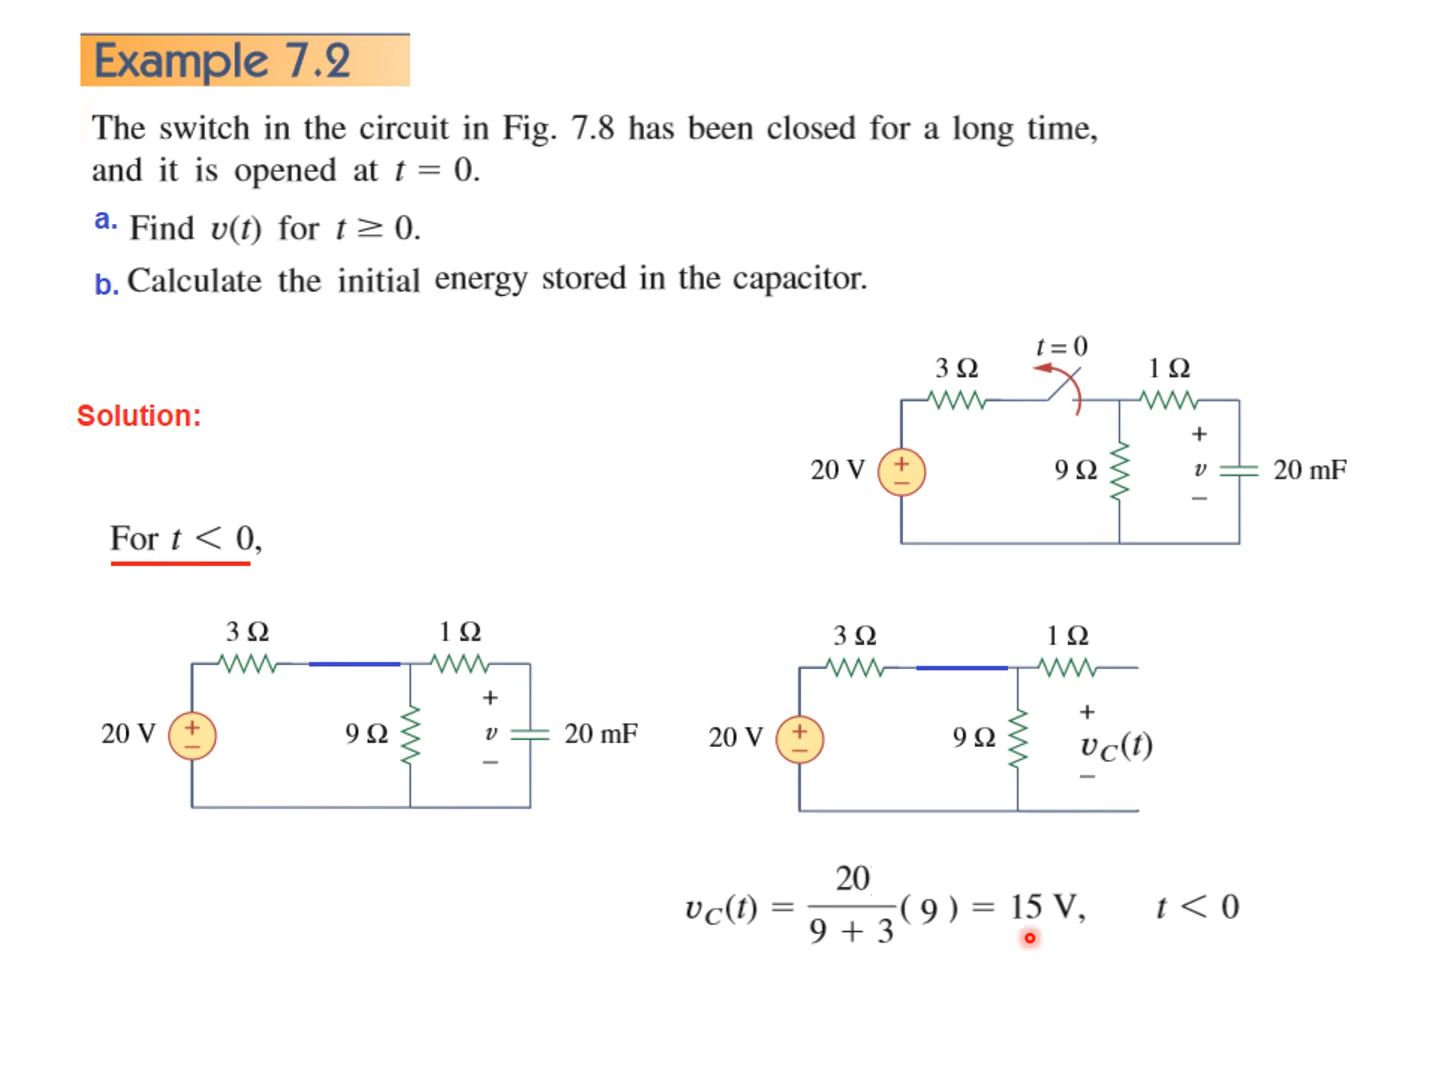 Example 7.2
The switch in the circuit in Fig. 7.8 has been closed for a long time,
and it is opened at t = 0.
a. Find v(t) for t ≥ 0.
b. Calculate the initial energy stored in the capacitor.
t = 0
3 Ω
1 Ω
Solution:
+
20 V
+
−
9 Ω
v
−
20 mF
For t < 0,
3 Ω
1 Ω
+
20 V
+
−
9 Ω
v
−
20 mF
3 Ω
1 Ω
+
20 V
+
−
9 Ω
v_C(t)
−
v_C(t) = 20 / (9 + 3) ( 9 ) = 15 V, t < 0